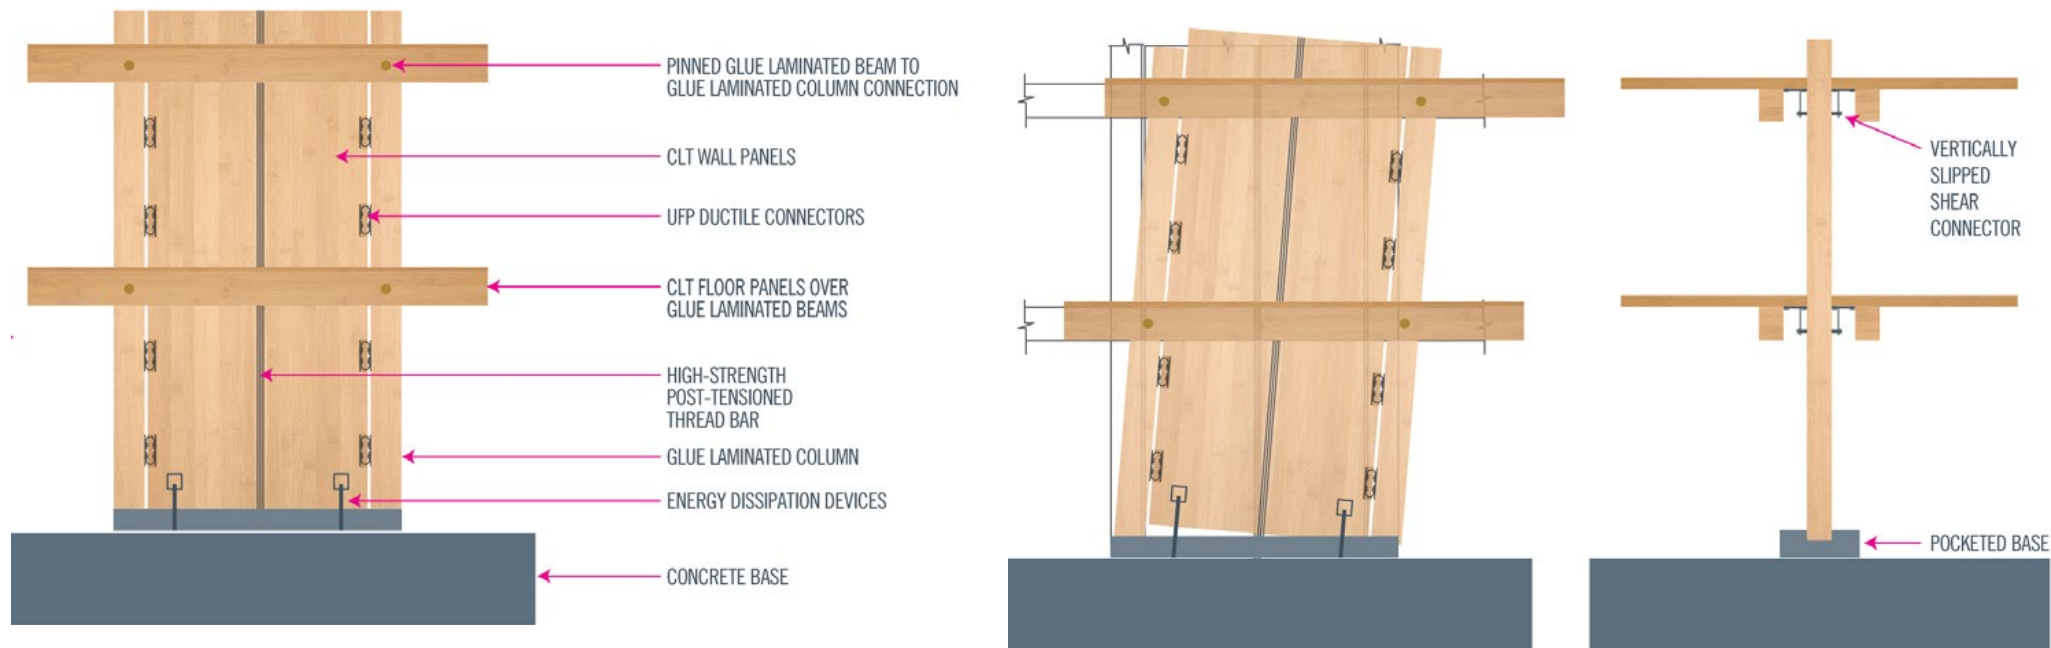 PINNED GLUE LAMINATED BEAM TO
GLUE LAMINATED COLUMN CONNECTION
CLT WALL PANELS
UFP DUCTILE CONNECTORS
CLT FLOOR PANELS OVER
GLUE LAMINATED BEAMS
HIGH-STRENGTH
POST-TENSIONED
THREAD BAR
GLUE LAMINATED COLUMN
ENERGY DISSIPATION DEVICES
CONCRETE BASE
VERTICALLY
SLIPPED
SHEAR
CONNECTOR
POCKETED BASE